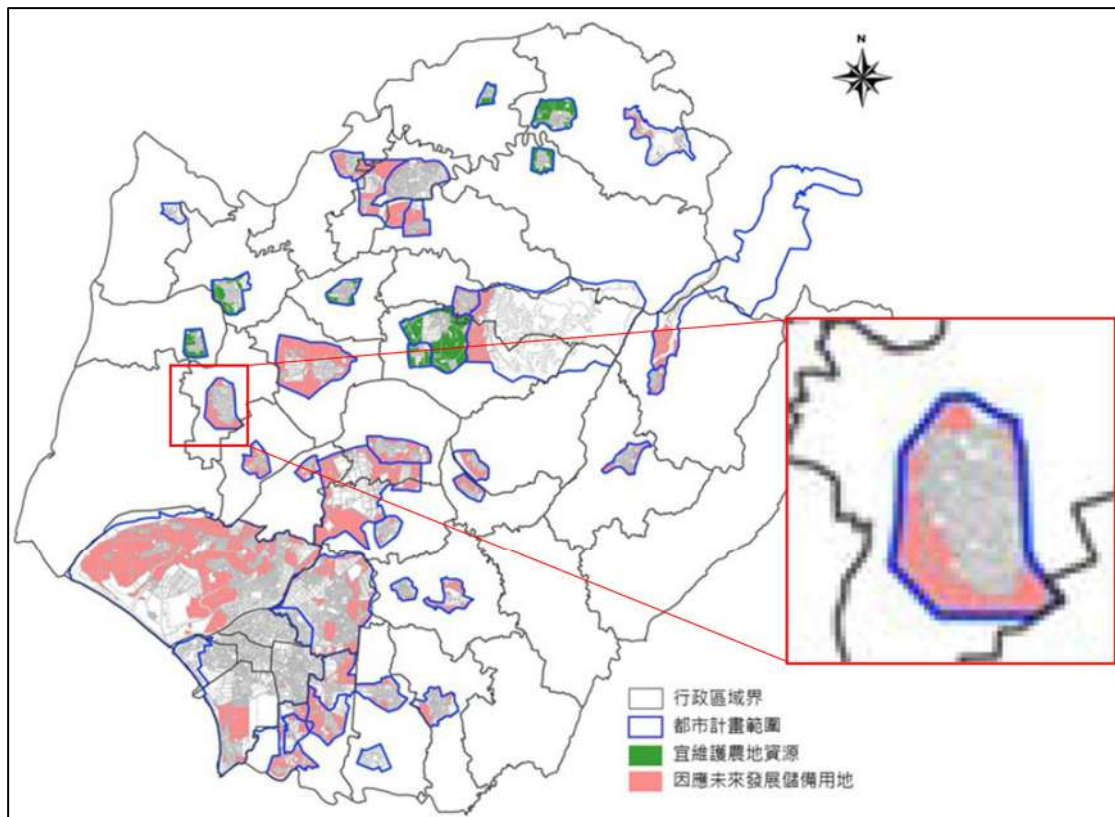 N
行政區域界
都市計畫範圍
宜維護農地資源
因應未來發展儲備用地